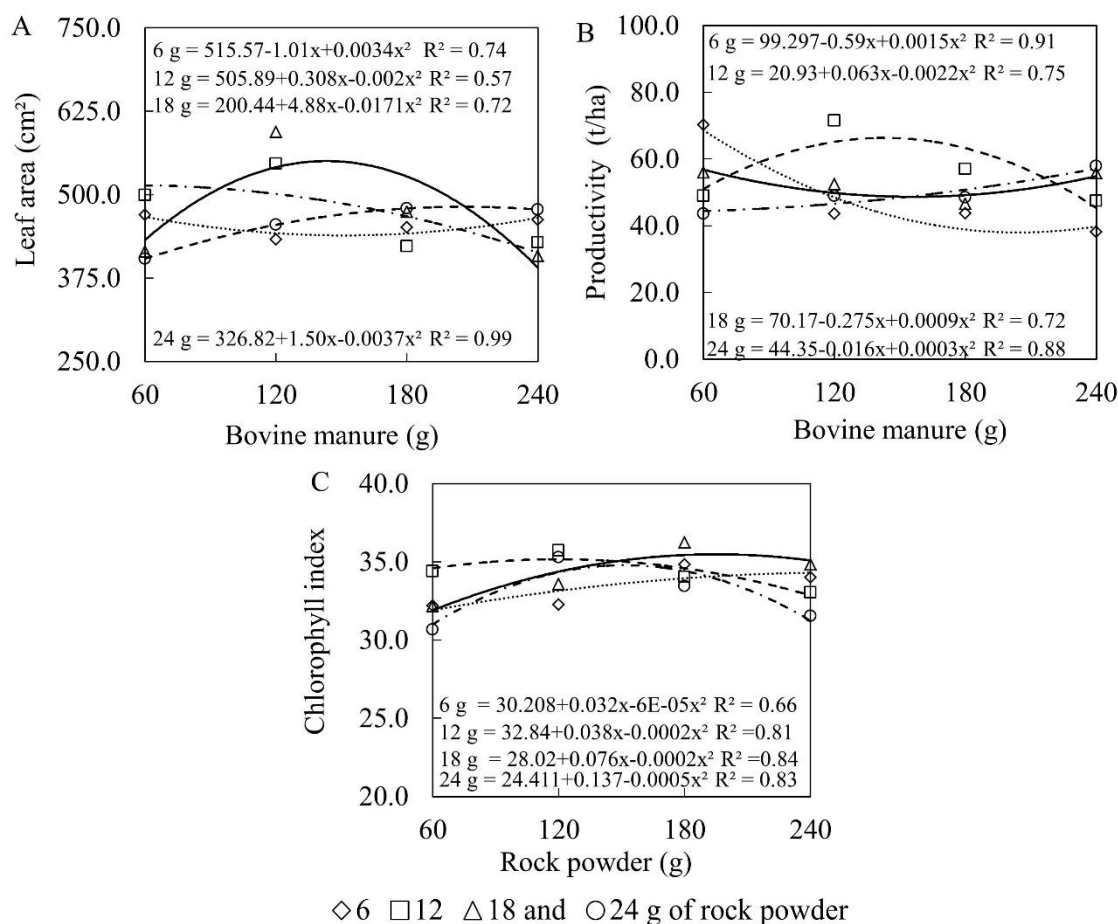 A
750.0
625.0
500.0
375.0
250.0
Leaf area (cm²)
6 g = 515.57-1.01x+0.0034x² R² = 0.74
12 g = 505.89+0.308x-0.002x² R² = 0.57
18 g = 200.44+4.88x-0.0171x² R² = 0.72
24 g = 326.82+1.50x-0.0037x² R² = 0.99
60 120 180 240
Bovine manure (g)
B
100.0
80.0
60.0
40.0
20.0
0.0
Productivity (t/ha)
6 g = 99.297-0.59x+0.0015x² R² = 0.91
12 g = 20.93+0.063x-0.0022x² R² = 0.75
18 g = 70.17-0.275x+0.0009x² R² = 0.72
24 g = 44.35-0.016x+0.0003x² R² = 0.88
60 120 180 240
Bovine manure (g)
C
40.0
35.0
30.0
25.0
20.0
Chlorophyll index
6 g = 30.208+0.032x-6E-05x² R² = 0.66
12 g = 32.84+0.038x-0.0002x² R² =0.81
18 g = 28.02+0.076x-0.0002x² R² =0.84
24 g = 24.411+0.137-0.0005x² R² = 0.83
60 120 180 240
Rock powder (g)
◇6 □12 △18 and ○24 g of rock powder